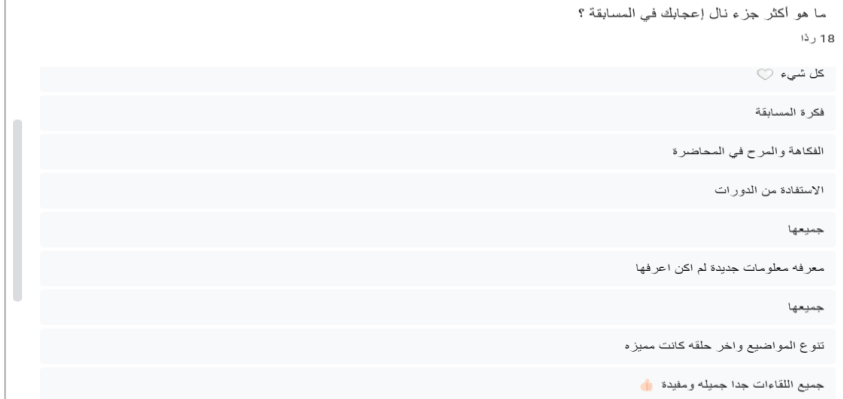 ما هو أكثر جزء نال إعجابك في المسابقة ؟
18 ردًا
كل شيء 🤍
فكرة المسابقة
الفكاهة والمرح في المحاضرة
الاستفادة من الدورات
جميعها
معرفه معلومات جديدة لم اكن اعرفها
جميعها
تنوع المواضيع واخر حلقه كانت مميزه
جميع اللقاءات جدا جميله ومفيدة 👍🏻